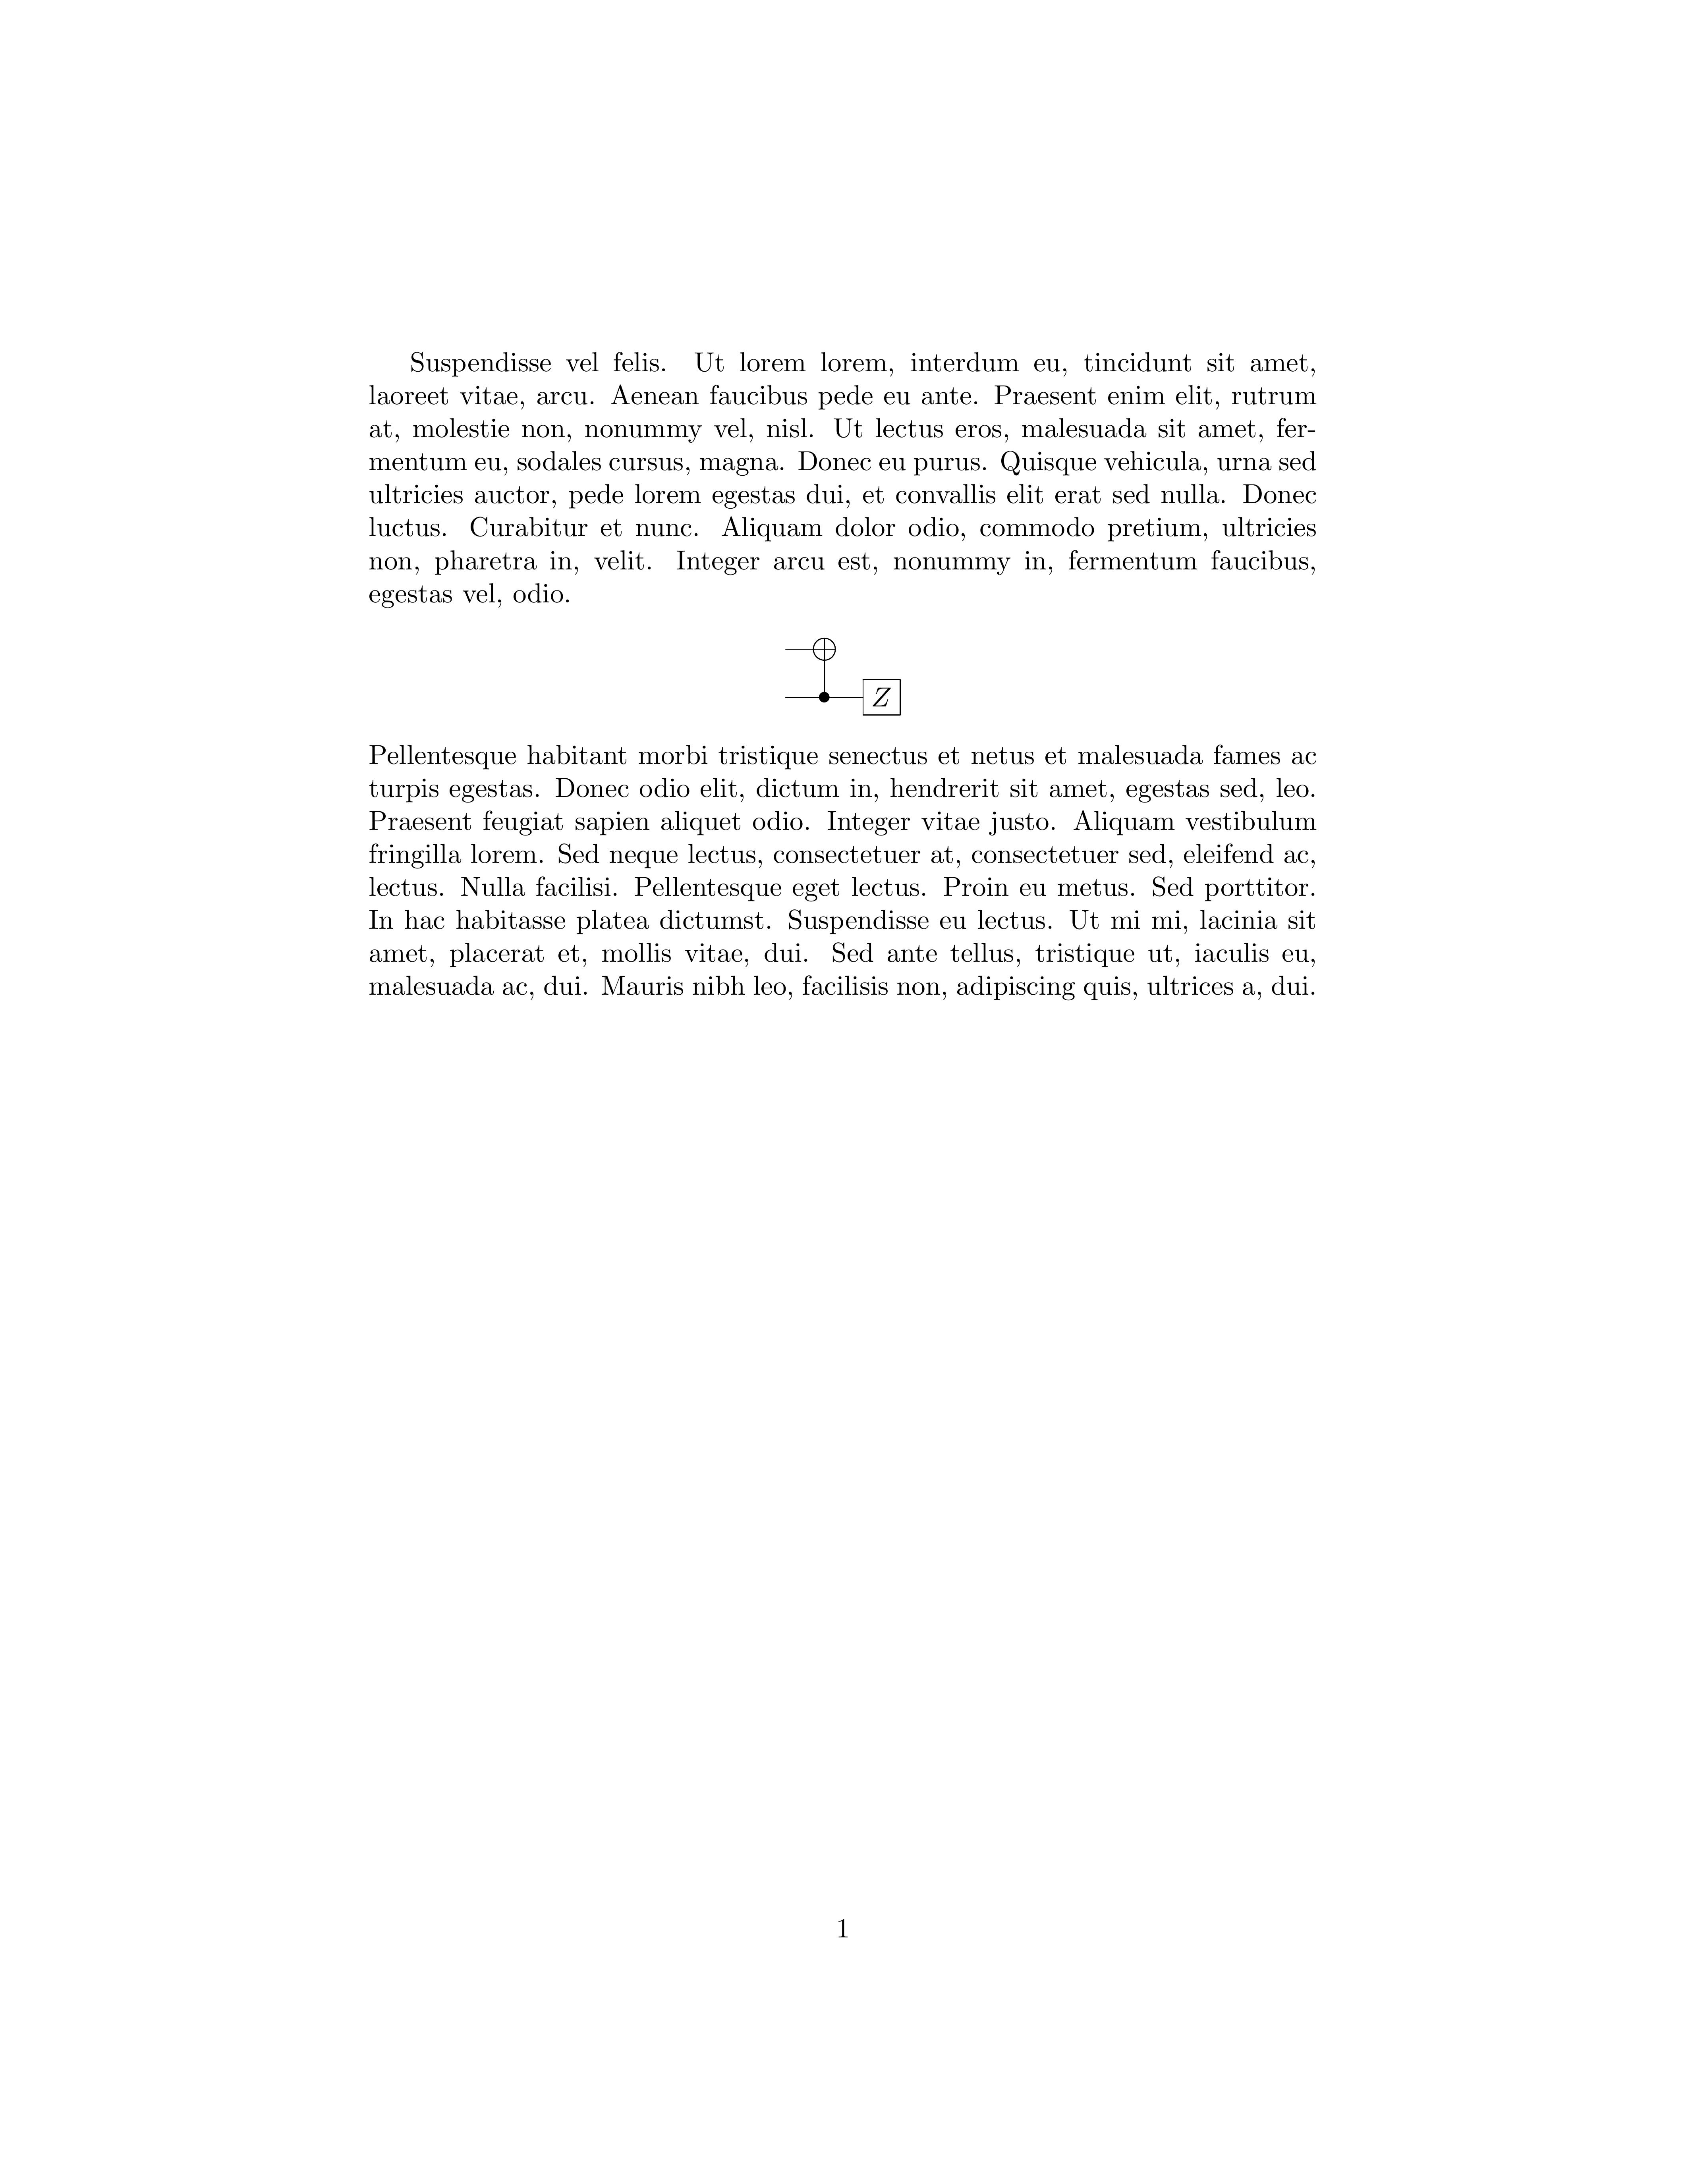 Suspendisse vel felis. Ut lorem lorem, interdum eu, tincidunt sit amet,
laoreet vitae, arcu. Aenean faucibus pede eu ante. Praesent enim elit, rutrum
at, molestie non, nonummy vel, nisl. Ut lectus eros, malesuada sit amet, fer-
mentum eu, sodales cursus, magna. Donec eu purus. Quisque vehicula, urna sed
ultricies auctor, pede lorem egestas dui, et convallis elit erat sed nulla. Donec
luctus. Curabitur et nunc. Aliquam dolor odio, commodo pretium, ultricies
non, pharetra in, velit. Integer arcu est, nonummy in, fermentum faucibus,
egestas vel, odio.
Z
Pellentesque habitant morbi tristique senectus et netus et malesuada fames ac
turpis egestas. Donec odio elit, dictum in, hendrerit sit amet, egestas sed, leo.
Praesent feugiat sapien aliquet odio. Integer vitae justo. Aliquam vestibulum
fringilla lorem. Sed neque lectus, consectetuer at, consectetuer sed, eleifend ac,
lectus. Nulla facilisi. Pellentesque eget lectus. Proin eu metus. Sed porttitor.
In hac habitasse platea dictumst. Suspendisse eu lectus. Ut mi mi, lacinia sit
amet, placerat et, mollis vitae, dui. Sed ante tellus, tristique ut, iaculis eu,
malesuada ac, dui. Mauris nibh leo, facilisis non, adipiscing quis, ultrices a, dui.
1